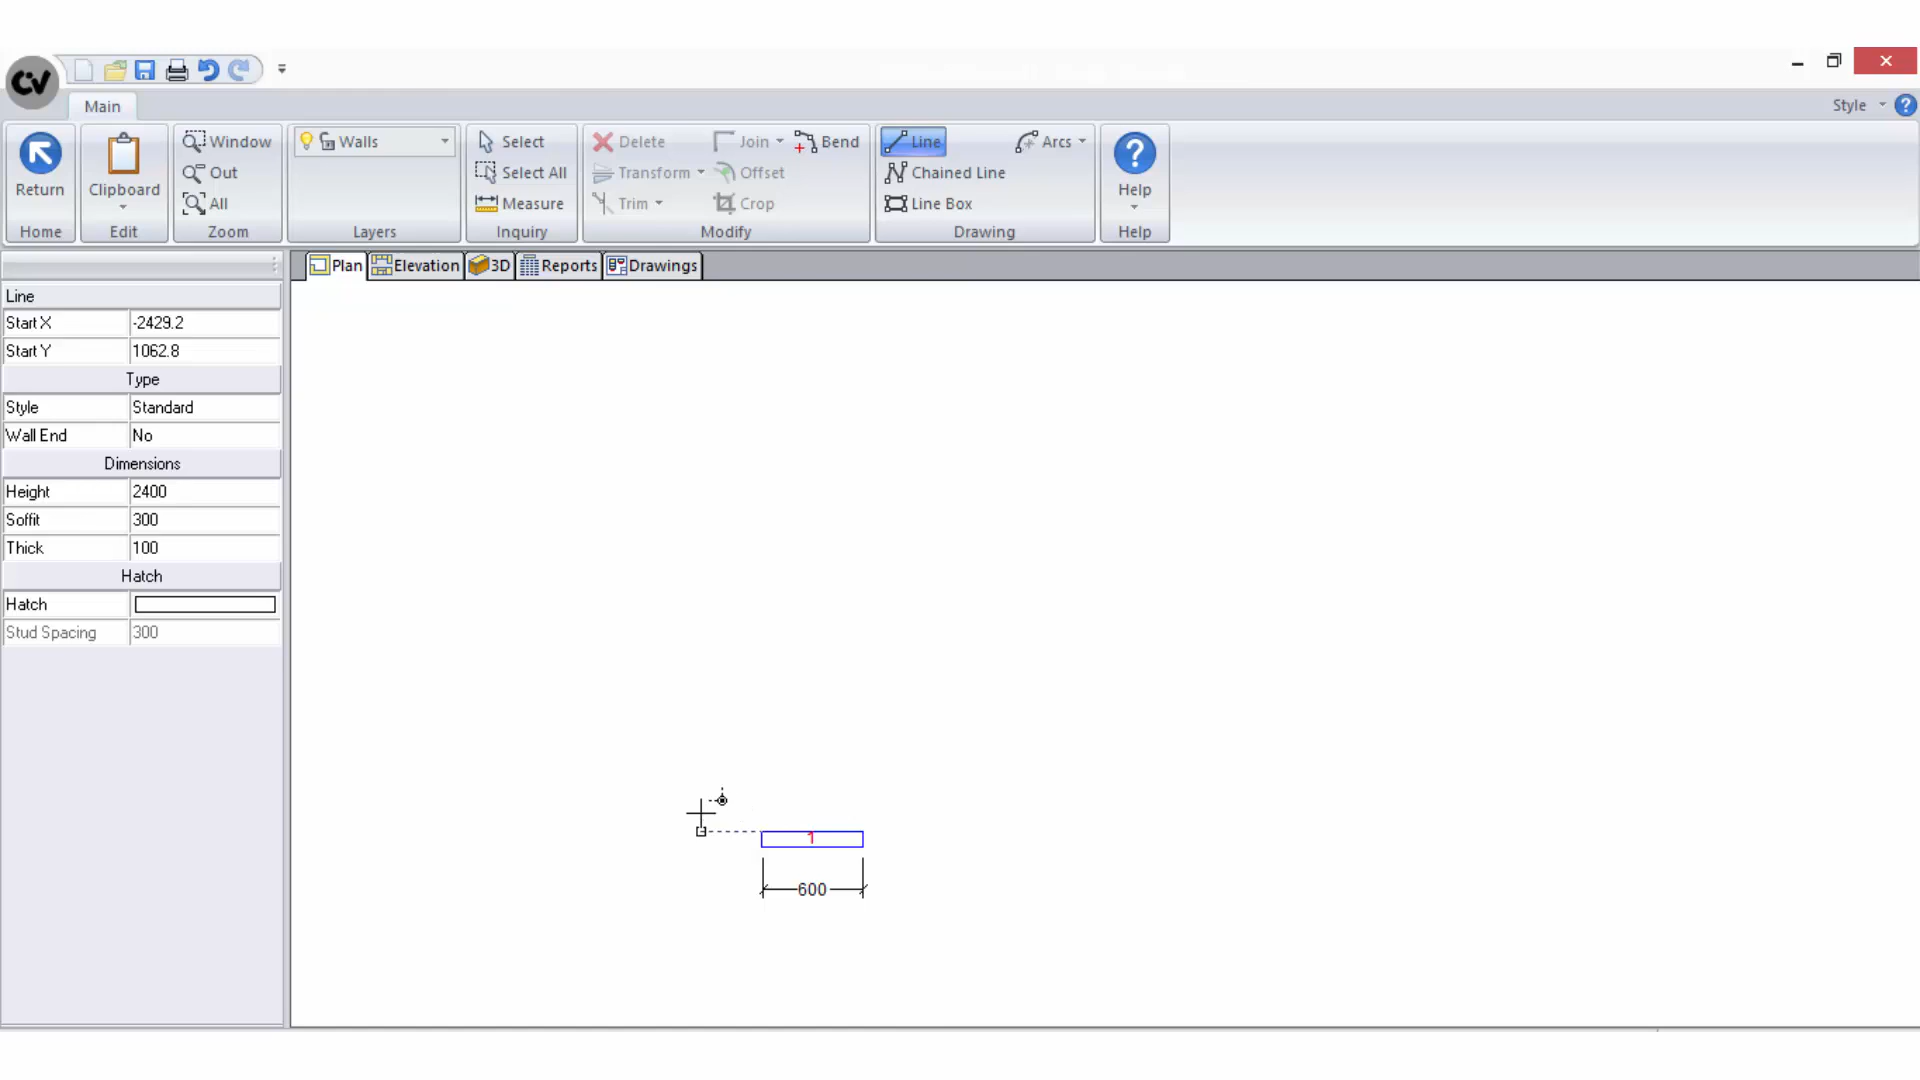 CV
Main
Style
Return
Home
Clipboard
Edit
Window
Out
All
Zoom
Walls
Layers
Select
Select All
Measure
Inquiry
Delete
Join
Bend
Transform
Offset
Trim
Crop
Modify
Line
Arcs
Chained Line
Line Box
Drawing
Help
Help
Plan
Elevation
3D
Reports
Drawings
Line
Start X -2429.2
Start Y 1062.8
Type
Style Standard
Wall End No
Dimensions
Height 2400
Soffit 300
Thick 100
Hatch
Hatch
Stud Spacing 300
1
600